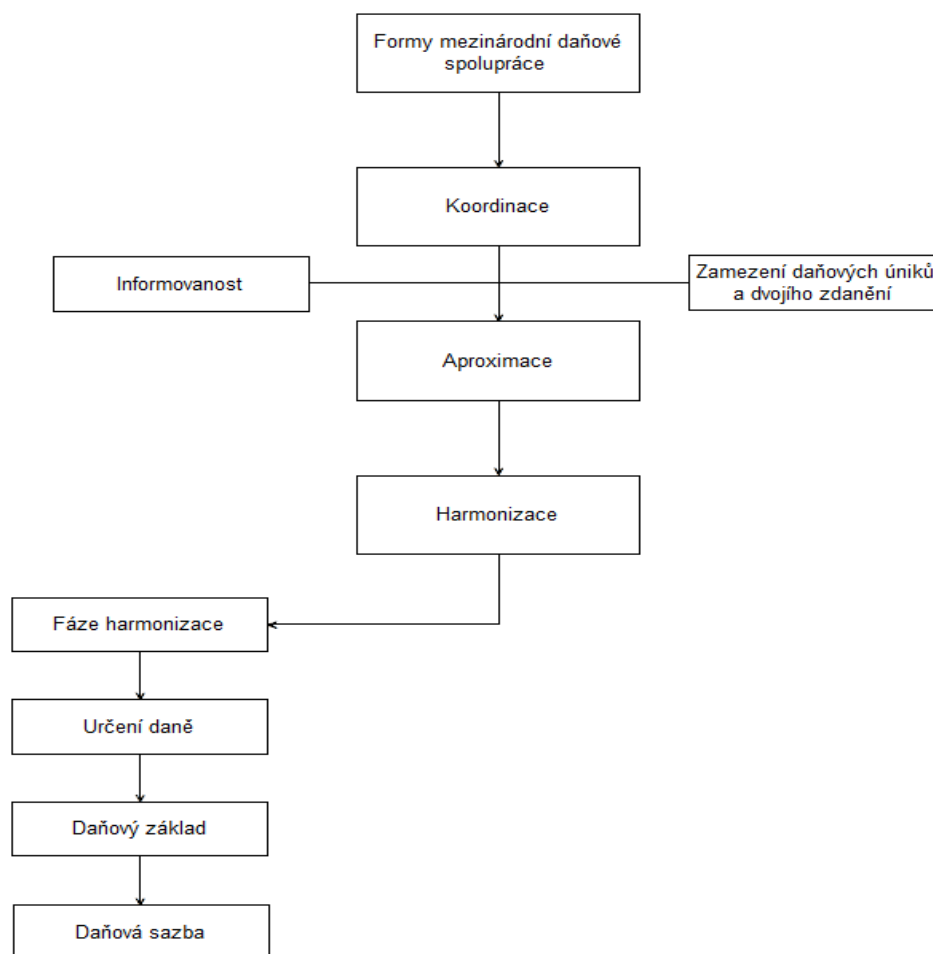 Formy mezinárodní daňové
spolupráce
Koordinace
Informovanost
Zamezení daňových úniků
a dvojího zdanění
Aproximace
Harmonizace
Fáze harmonizace
Určení daně
Daňový základ
Daňová sazba